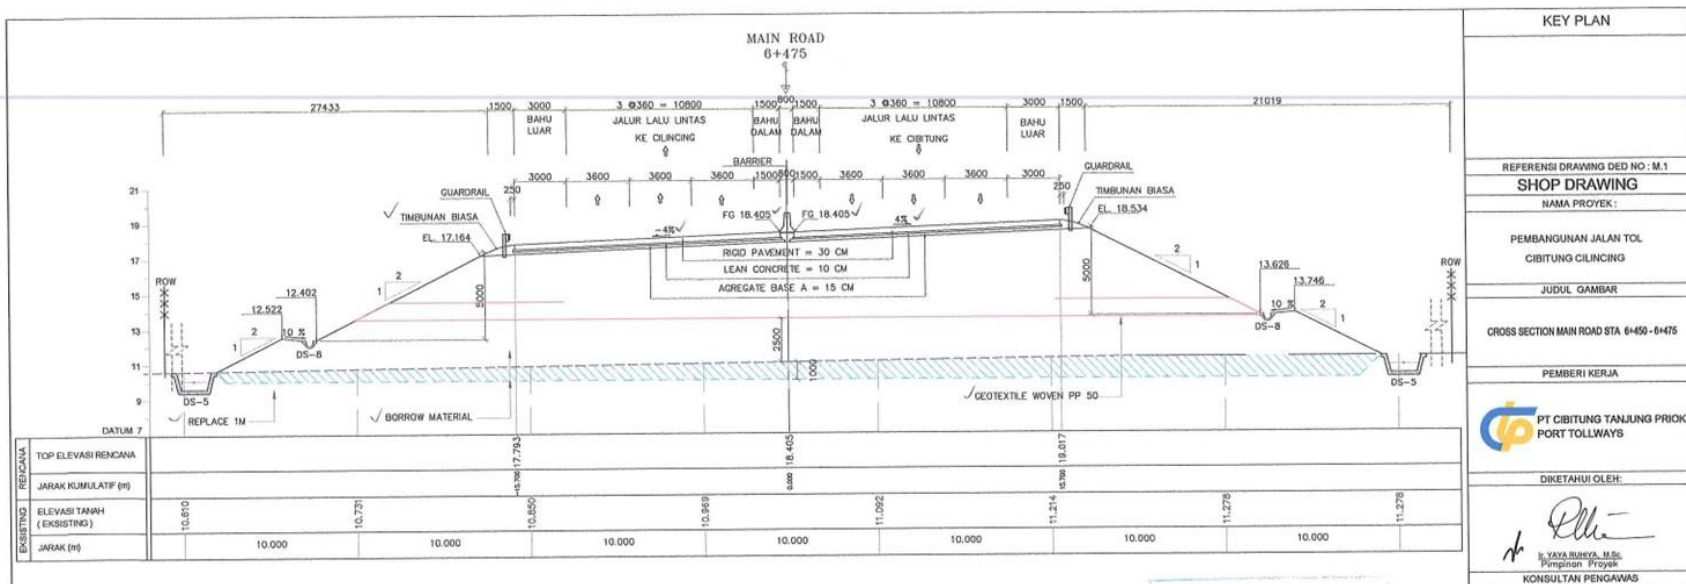 MAIN ROAD
6+475
27433
1500
3000
3 @360 = 10800
1500
800
1500
3 @360 = 10800
3000
1500
21019
BAHU
LUAR
JALUR LALU LINTAS
KE CILINCING
BAHU
DALAM
BAHU
DALAM
JALUR LALU LINTAS
KE CIBITUNG
BAHU
LUAR
BARRIER
3000
3600
3600
3600
1500
800
1500
3600
3600
3600
3000
250
250
GUARDRAIL
GUARDRAIL
TIMBUNAN BIASA
TIMBUNAN BIASA
EL. 17.164
EL. 18.534
FG 18.405
FG 18.405
-4%
4%
RIGID PAVEMENT = 30 CM
LEAN CONCRETE = 10 CM
AGREGATE BASE A = 15 CM
21
19
17
15
13
11
9
DATUM 7
ROW
ROW
12.522
12.402
13.626
13.746
2
1
2
1
2
1
2
1
10 %
10 %
5000
5000
2500
1000
DS-8
DS-8
DS-5
DS-5
REPLACE 1M
BORROW MATERIAL
GEOTEXTILE WOVEN PP 50
RENCANA
TOP ELEVASI RENCANA
17.793
18.405
19.017
JARAK KUMULATIF (m)
-15.700
0.000
15.700
EKSISTING
ELEVASI TANAH
( EKSISTING )
10.610
10.731
10.850
10.969
11.092
11.214
11.278
11.278
JARAK (m)
10.000
10.000
10.000
10.000
10.000
10.000
10.000
KEY PLAN
REFERENSI DRAWING DED NO : M.1
SHOP DRAWING
NAMA PROYEK :
PEMBANGUNAN JALAN TOL
CIBITUNG CILINCING
JUDUL GAMBAR
CROSS SECTION MAIN ROAD STA 6+450 - 6+475
PEMBERI KERJA
PT CIBITUNG TANJUNG PRIOK
PORT TOLLWAYS
DIKETAHUI OLEH:
Ir. YAYA RUHIYA, M.Sc.
Pimpinan Proyek
KONSULTAN PENGAWAS